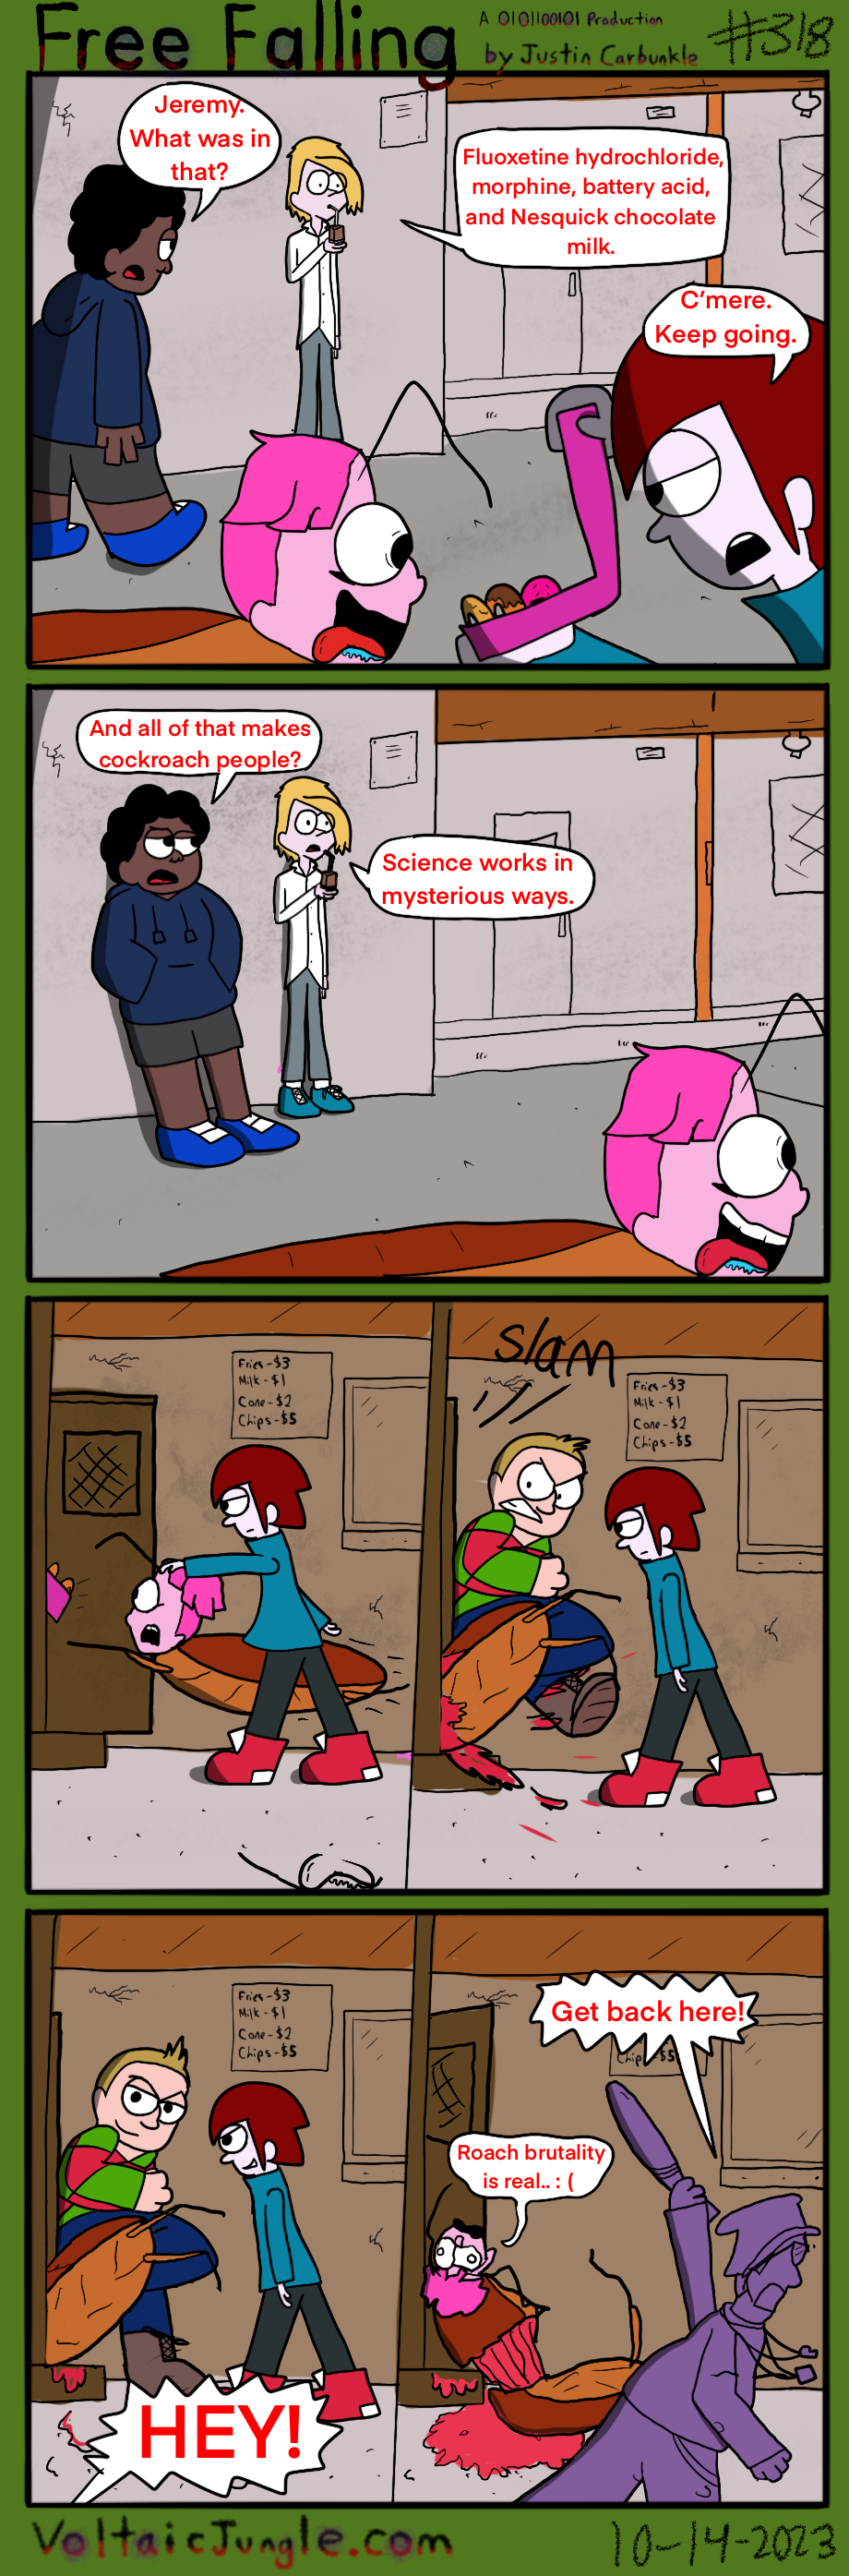 Free Falling
A 0101100101 Production
by Justin Carbunkle
#318
Jeremy.
What was in
that?
Fluoxetine hydrochloride,
morphine, battery acid,
and Nesquick chocolate
milk.
C'mere.
Keep going.
And all of that makes
cockroach people?
Science works in
mysterious ways.
Fries-$3
Milk-$1
Cone-$2
Chips-$5
slam
Fries-$3
Milk-$1
Cone-$2
Chips-$5
Fries-$3
Milk-$1
Cone-$2
Chips-$5
HEY!
Get back here!
Chips-$5
Roach brutality
is real.. : (
VoltaicJungle.com
10-14-2023